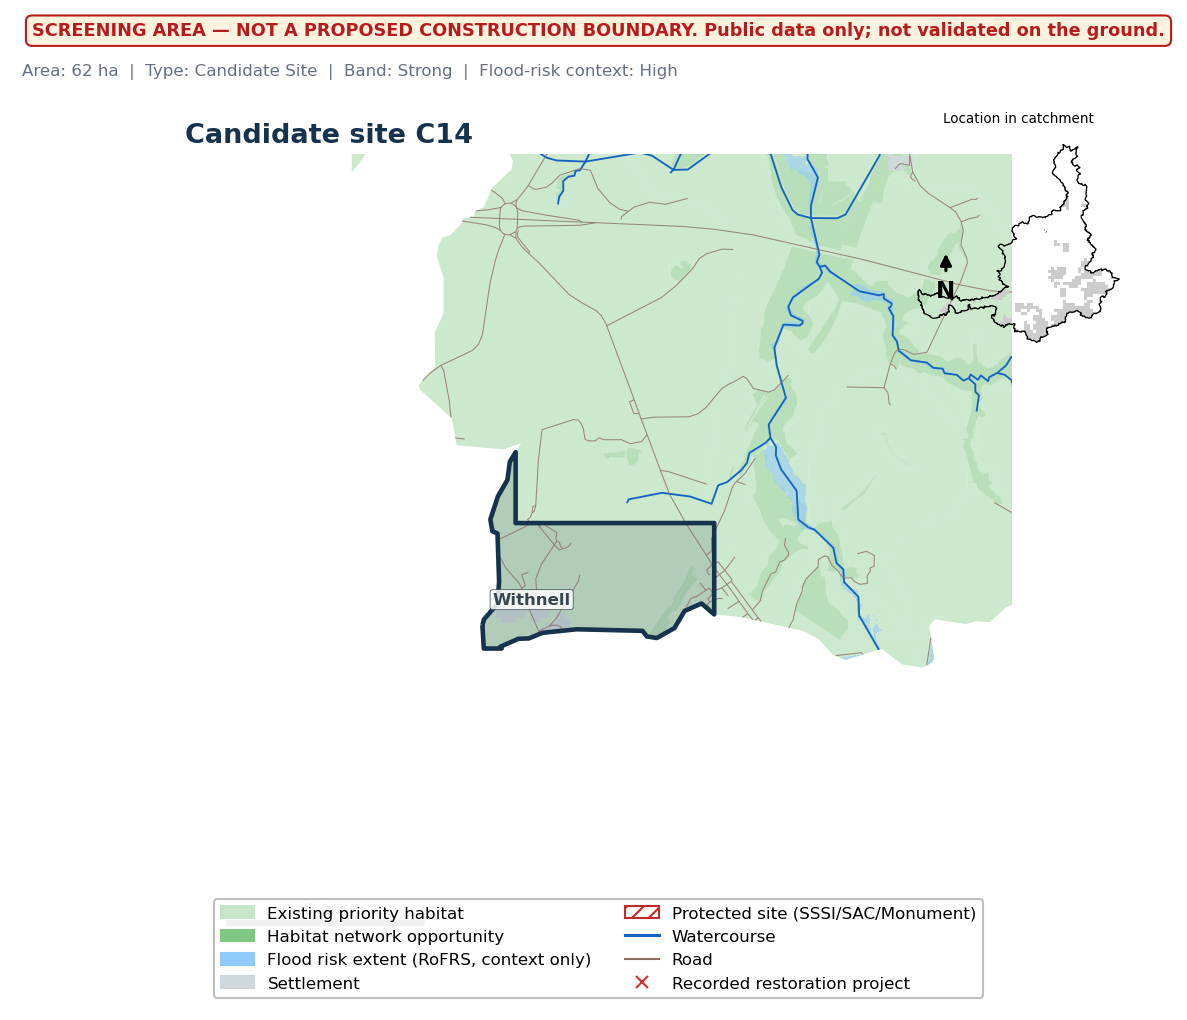 SCREENING AREA — NOT A PROPOSED CONSTRUCTION BOUNDARY. Public data only; not validated on the ground.
Area: 62 ha | Type: Candidate Site | Band: Strong | Flood-risk context: High
Candidate site C14
Location in catchment
N
Withnell
Existing priority habitat
Habitat network opportunity
Flood risk extent (RoFRS, context only)
Settlement
Protected site (SSSI/SAC/Monument)
Watercourse
Road
Recorded restoration project